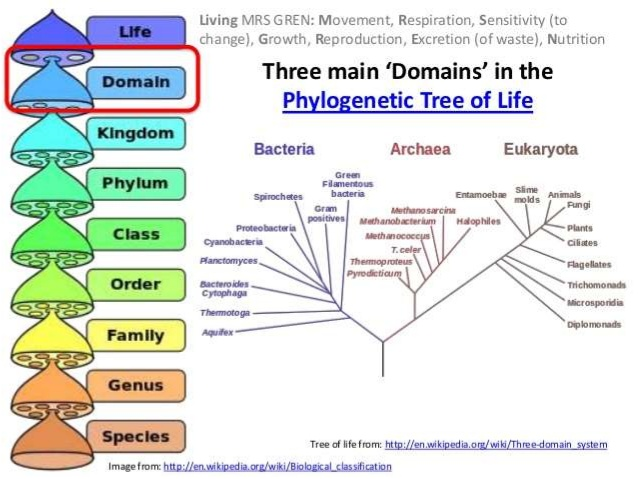 Living MRS GREN: Movement, Respiration, Sensitivity (to
change), Growth, Reproduction, Excretion (of waste), Nutrition
Life
Domain
Kingdom
Phylum
Class
Order
Family
Genus
Species
Three main ‘Domains’ in the
Phylogenetic Tree of Life
Bacteria
Archaea
Eukaryota
Green
Filamentous
bacteria
Spirochetes
Gram
positives
Proteobacteria
Cyanobacteria
Planctomyces
Bacteroides
Cytophaga
Thermotoga
Aquifex
Methanosarcina
Methanobacterium
Halophiles
Methanococcus
T. celer
Thermoproteus
Pyrodicticum
Entamoebae
Slime
molds
Animals
Fungi
Plants
Ciliates
Flagellates
Trichomonads
Microsporidia
Diplomonads
Tree of life from: http://en.wikipedia.org/wiki/Three-domain_system
Image from: http://en.wikipedia.org/wiki/Biological_classification